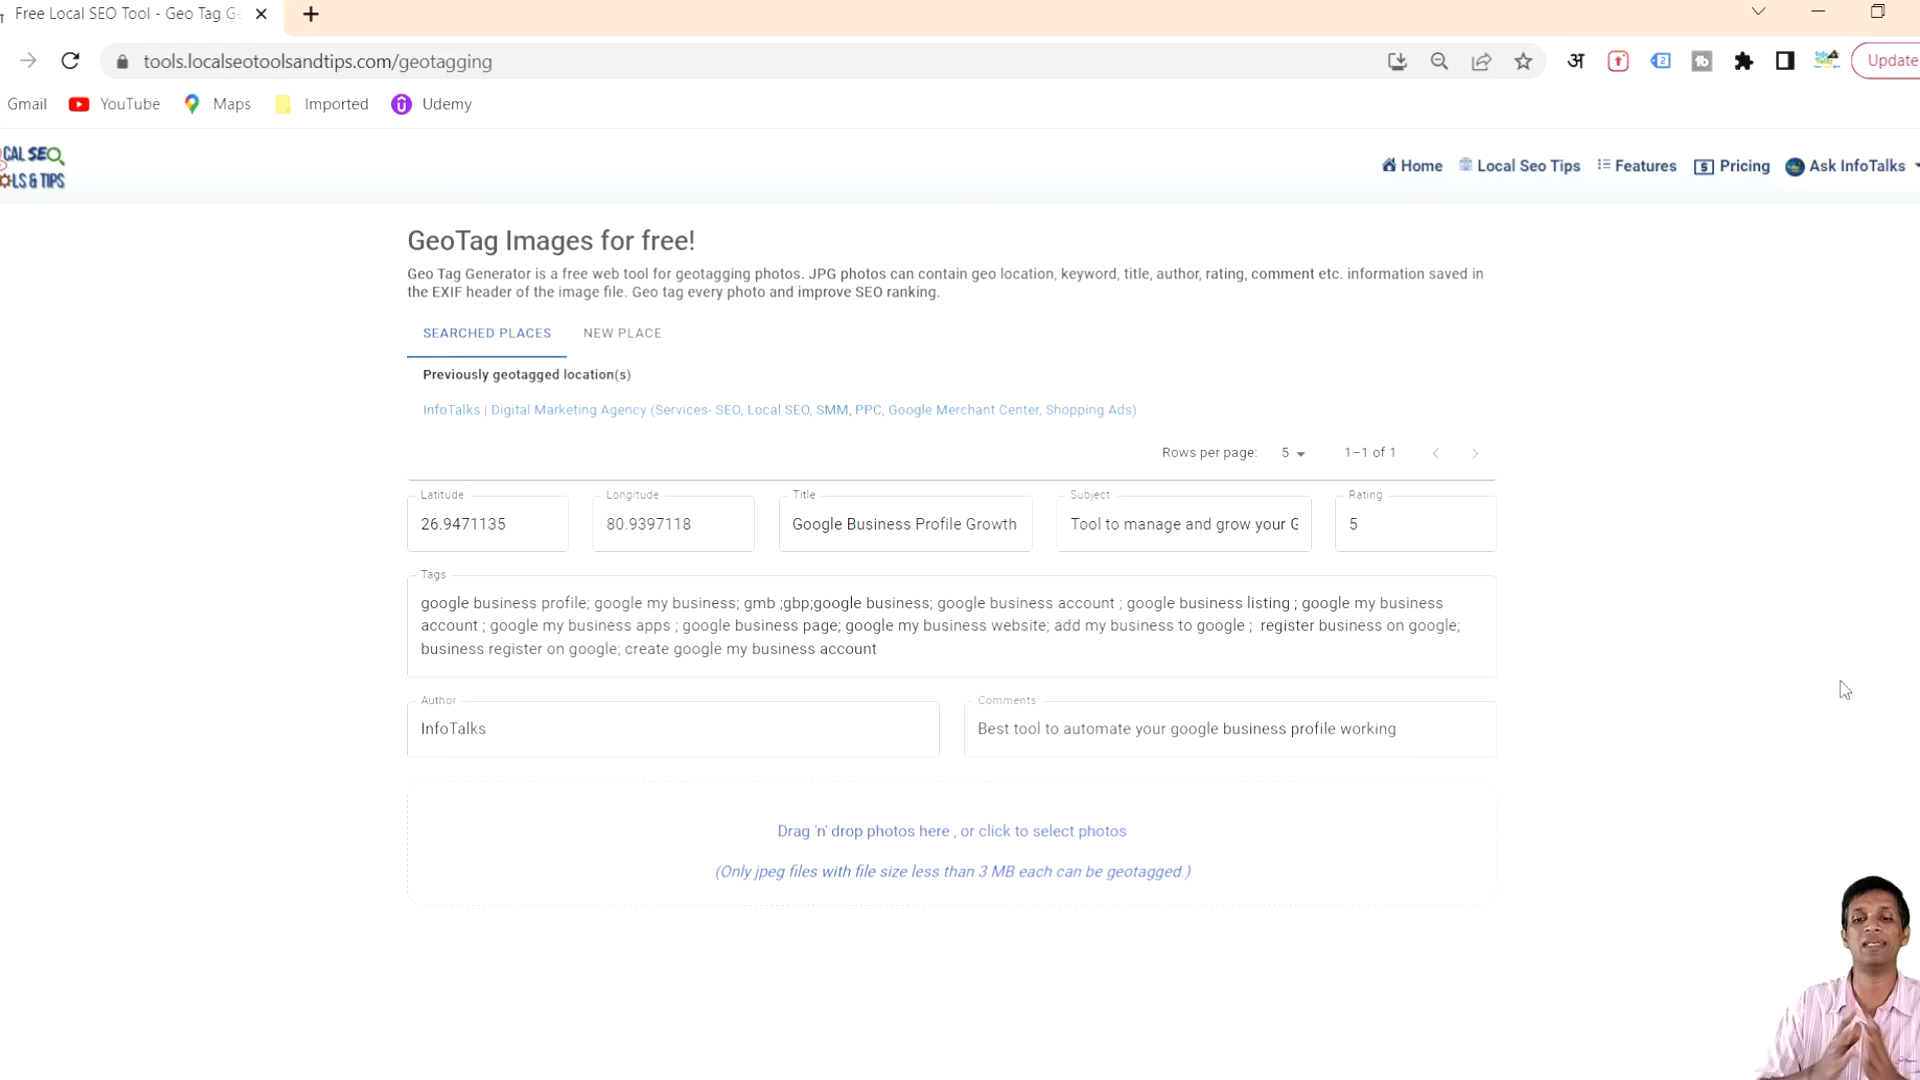 Free Local SEO Tool - Geo Tag Ge
tools.localseotoolsandtips.com/geotagging
अ
2
tb
Update
Gmail
YouTube
Maps
Imported
Udemy
CAL SEO
LS & TIPS
Home
Local Seo Tips
Features
Pricing
Ask InfoTalks
GeoTag Images for free!
Geo Tag Generator is a free web tool for geotagging photos. JPG photos can contain geo location, keyword, title, author, rating, comment etc. information saved in
the EXIF header of the image file. Geo tag every photo and improve SEO ranking.
SEARCHED PLACES
NEW PLACE
Previously geotagged location(s)
InfoTalks | Digital Marketing Agency (Services- SEO, Local SEO, SMM, PPC, Google Merchant Center, Shopping Ads)
Rows per page: 5 1–1 of 1
Latitude
26.9471135
Longitude
80.9397118
Title
Google Business Profile Growth
Subject
Tool to manage and grow your G
Rating
5
Tags
google business profile; google my business; gmb ;gbp;google business; google business account ; google business listing ; google my business
account ; google my business apps ; google business page; google my business website; add my business to google ; register business on google;
business register on google; create google my business account
Author
InfoTalks
Comments
Best tool to automate your google business profile working
Drag 'n' drop photos here , or click to select photos
(Only jpeg files with file size less than 3 MB each can be geotagged.)